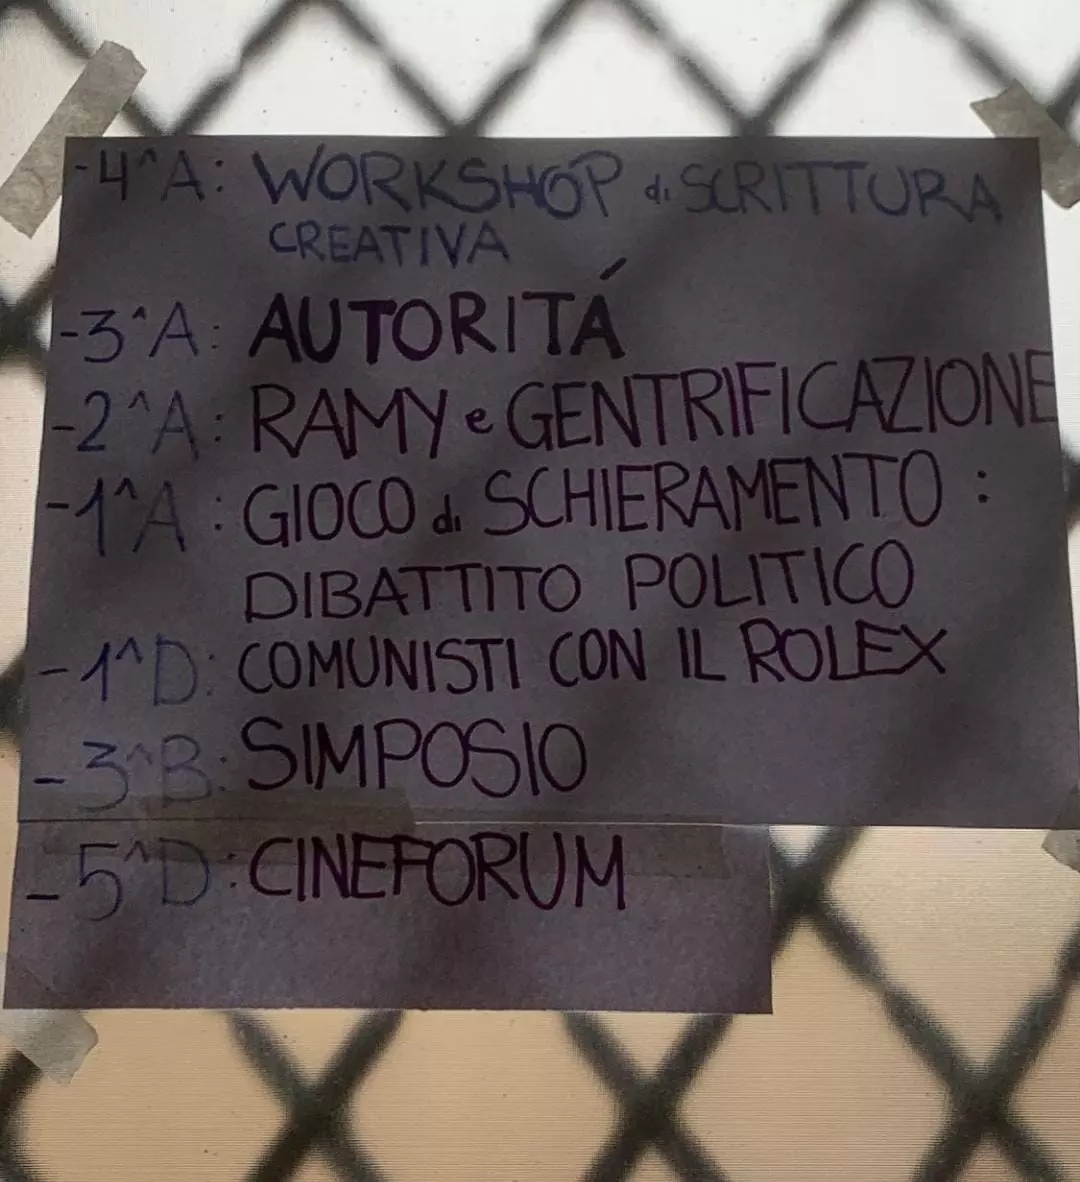 -4^A: WORKSHOP di SCRITTURA
CREATIVA
-3^A: AUTORITÁ
-2^A: RAMY e GENTRIFICAZIONE
-1^A: GIOCO di SCHIERAMENTO:
DIBATTITO POLITICO
-1^D: COMUNISTI CON IL ROLEX
-3^B: SIMPOSIO
-5^D: CINEFORUM